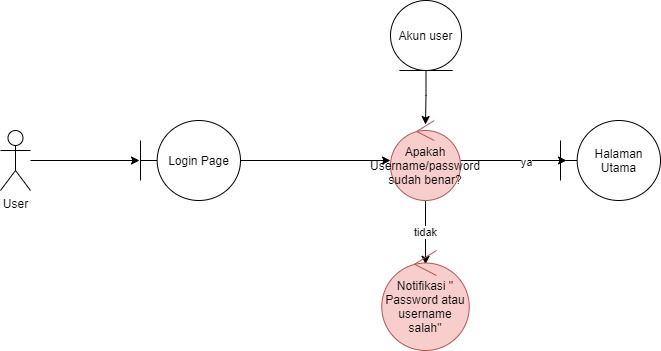 Akun user
User
Login Page
Apakah
Username/password
sudah benar?
ya
Halaman
Utama
tidak
Notifikasi "
Password atau
username
salah"